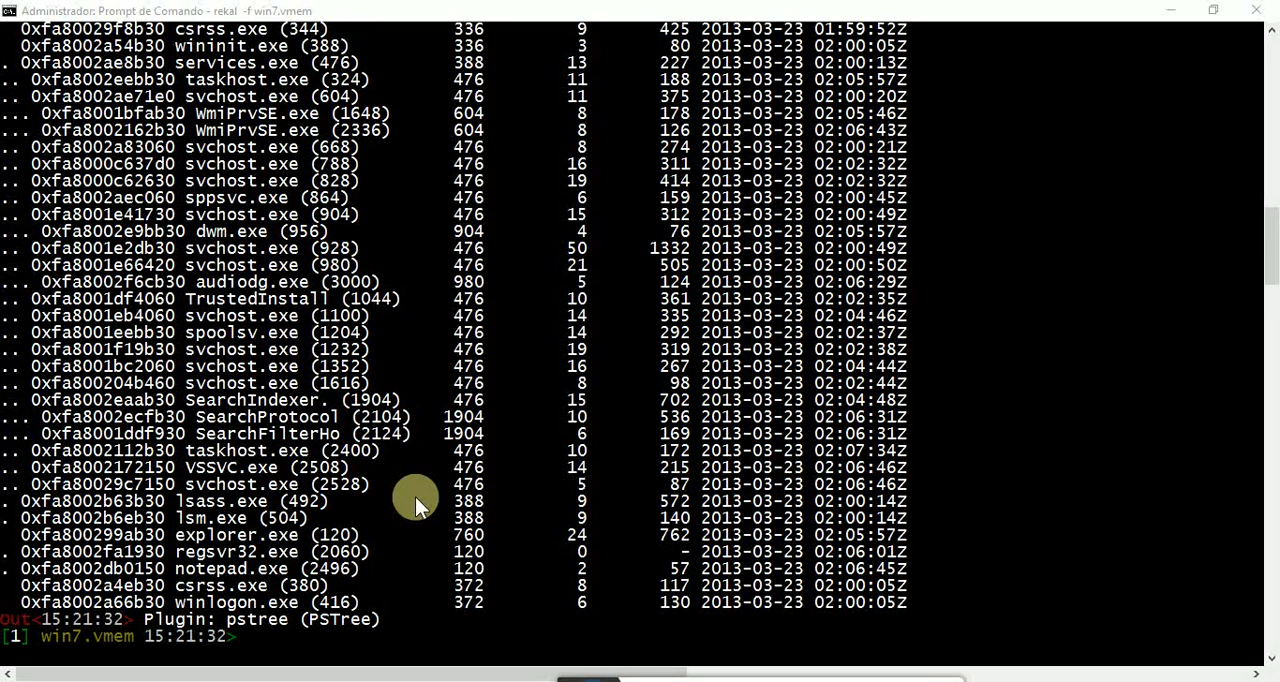 Administrador: Prompt de Comando - rekal -f win7.vmem
0xfa80029f8b30 csrss.exe (344) 336 9 425 2013-03-23 01:59:52Z
0xfa8002a54b30 wininit.exe (388) 336 3 80 2013-03-23 02:00:05Z
. 0xfa8002ae8b30 services.exe (476) 388 13 227 2013-03-23 02:00:13Z
.. 0xfa8002eebb30 taskhost.exe (324) 476 11 188 2013-03-23 02:05:57Z
.. 0xfa8002ae71e0 svchost.exe (604) 476 11 375 2013-03-23 02:00:20Z
... 0xfa8001bfab30 WmiPrvSE.exe (1648) 604 8 178 2013-03-23 02:05:46Z
... 0xfa8002162b30 WmiPrvSE.exe (2336) 604 8 126 2013-03-23 02:06:43Z
.. 0xfa8002a83060 svchost.exe (668) 476 8 274 2013-03-23 02:00:21Z
.. 0xfa8000c637d0 svchost.exe (788) 476 16 311 2013-03-23 02:02:32Z
.. 0xfa8000c62630 svchost.exe (828) 476 19 414 2013-03-23 02:02:32Z
.. 0xfa8002aec060 sppsvc.exe (864) 476 6 159 2013-03-23 02:00:45Z
.. 0xfa8001e41730 svchost.exe (904) 476 15 312 2013-03-23 02:00:49Z
... 0xfa8002e9bb30 dwm.exe (956) 904 4 76 2013-03-23 02:05:57Z
.. 0xfa8001e2db30 svchost.exe (928) 476 50 1332 2013-03-23 02:00:49Z
.. 0xfa8001e66420 svchost.exe (980) 476 21 505 2013-03-23 02:00:50Z
... 0xfa8002f6cb30 audiodg.exe (3000) 980 5 124 2013-03-23 02:06:29Z
.. 0xfa8001df4060 TrustedInstall (1044) 476 10 361 2013-03-23 02:02:35Z
.. 0xfa8001eb4060 svchost.exe (1100) 476 14 335 2013-03-23 02:04:46Z
.. 0xfa8001eebb30 spoolsv.exe (1204) 476 14 292 2013-03-23 02:02:37Z
.. 0xfa8001f19b30 svchost.exe (1232) 476 19 319 2013-03-23 02:02:38Z
.. 0xfa8001bc2060 svchost.exe (1352) 476 16 267 2013-03-23 02:04:44Z
.. 0xfa800204b460 svchost.exe (1616) 476 8 98 2013-03-23 02:02:44Z
.. 0xfa8002eaab30 SearchIndexer. (1904) 476 15 702 2013-03-23 02:04:48Z
... 0xfa8002ecfb30 SearchProtocol (2104) 1904 10 536 2013-03-23 02:06:31Z
... 0xfa8001ddf930 SearchFilterHo (2124) 1904 6 169 2013-03-23 02:06:31Z
.. 0xfa8002112b30 taskhost.exe (2400) 476 10 172 2013-03-23 02:07:34Z
.. 0xfa8002172150 VSSVC.exe (2508) 476 14 215 2013-03-23 02:06:46Z
.. 0xfa80029c7150 svchost.exe (2528) 476 5 87 2013-03-23 02:06:46Z
. 0xfa8002b63b30 lsass.exe (492) 388 9 572 2013-03-23 02:00:14Z
. 0xfa8002b6eb30 lsm.exe (504) 388 9 140 2013-03-23 02:00:14Z
0xfa800299ab30 explorer.exe (120) 760 24 762 2013-03-23 02:05:57Z
. 0xfa8002fa1930 regsvr32.exe (2060) 120 0 - 2013-03-23 02:06:01Z
. 0xfa8002db0150 notepad.exe (2496) 120 2 57 2013-03-23 02:06:45Z
0xfa8002a4eb30 csrss.exe (380) 372 8 117 2013-03-23 02:00:05Z
0xfa8002a66b30 winlogon.exe (416) 372 6 130 2013-03-23 02:00:05Z
Out<15:21:32> Plugin: pstree (PSTree)
[1] win7.vmem 15:21:32>